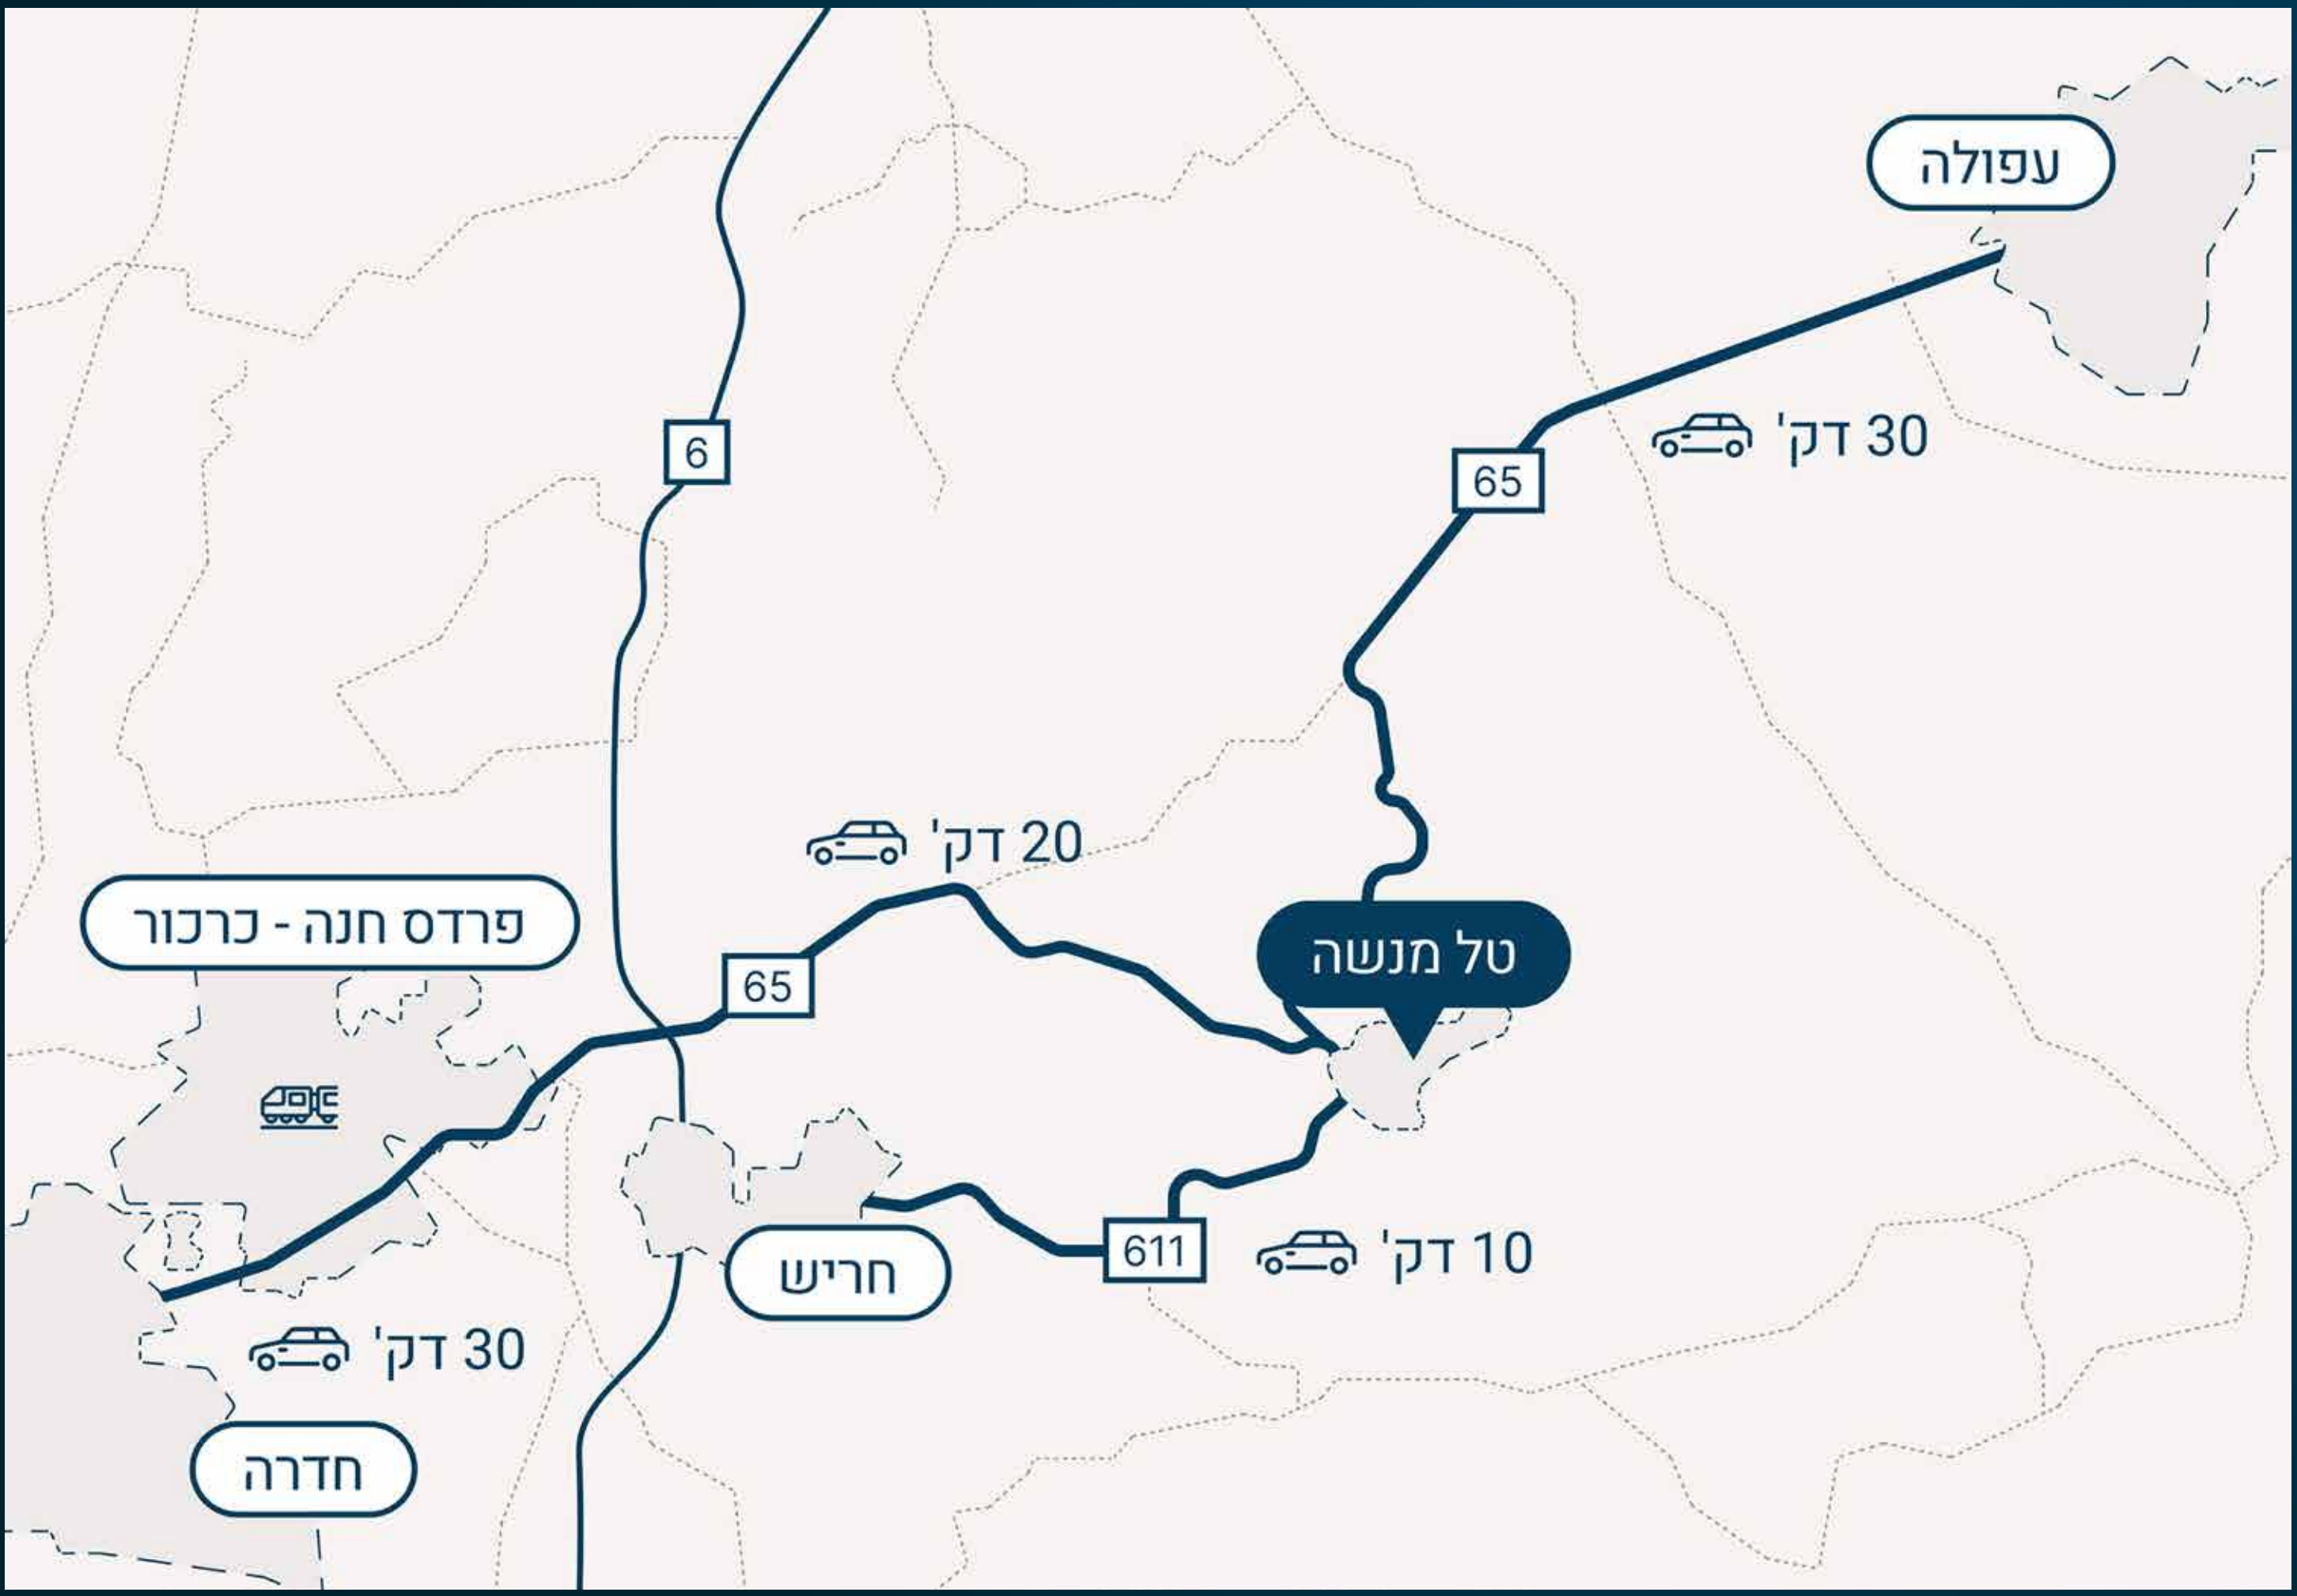 עפולה
30 דק'
6
65
20 דק'
פרדס חנה - כרכור
טל מנשה
65
חריש
611
10 דק'
30 דק'
חדרה